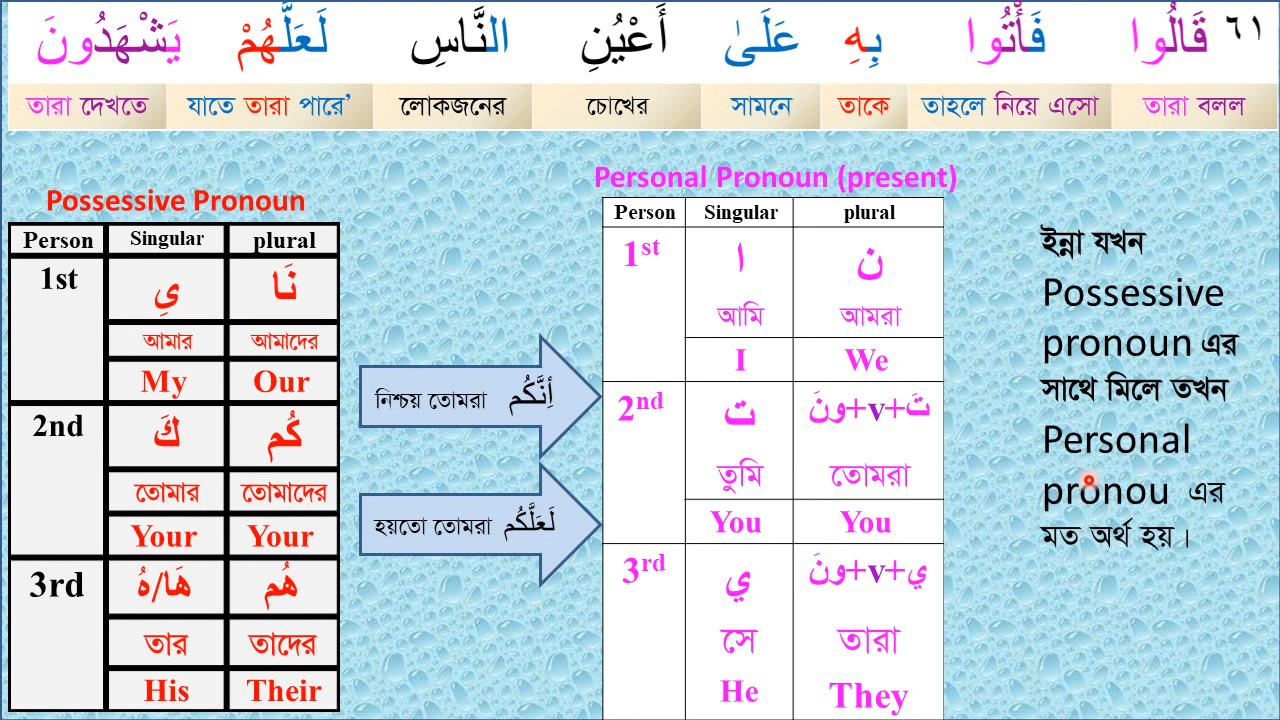 ٦١ قَالُوا فَأْتُوا بِهِ عَلَىٰ أَعْيُنِ النَّاسِ لَعَلَّهُمْ يَشْهَدُونَ
তারা দেখতে যাতে তারা পারে’ লোকজনের চোখের সামনে তাকে তাহলে নিয়ে এসো তারা বলল
Possessive Pronoun
Person Singular plural
1st يِ نَا
আমার আমাদের
My Our
2nd كَ كُم
তোমার তোমাদের
Your Your
3rd هَا/هُ هُم
তার তাদের
His Their
নিশ্চয় তোমরা أِنَّكُم
হয়তো তোমরা لَعَلَّكُم
Personal Pronoun (present)
Person Singular plural
1st ا ن
আমি আমরা
I We
2nd ت تَ+v+ونَ
তুমি তোমরা
You You
3rd ي ي+v+ونَ
সে তারা
He They
ইন্না যখন
Possessive
pronoun এর
সাথে মিলে তখন
Personal
pronou এর
মত অর্থ হয়।